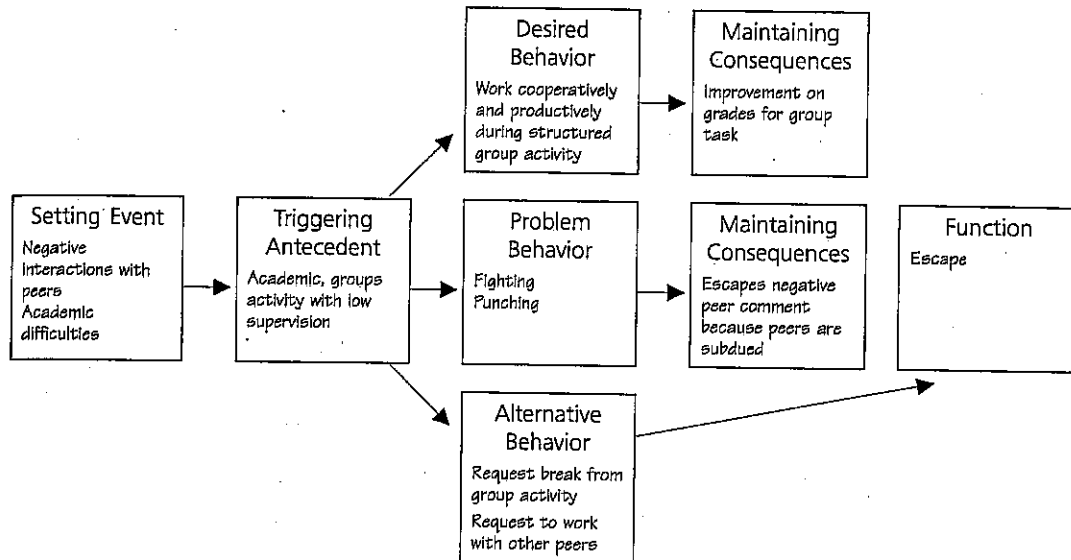 Desired
Behavior
Work cooperatively
and productively
during structured
group activity
Maintaining
Consequences
Improvement on
grades for group
task
Setting Event
Negative
interactions with
peers
Academic
difficulties
Triggering
Antecedent
Academic, groups
activity with low
supervision
Problem
Behavior
Fighting
Punching
Maintaining
Consequences
Escapes negative
peer comment
because peers are
subdued
Function
Escape
Alternative
Behavior
Request break from
group activity
Request to work
with other peers